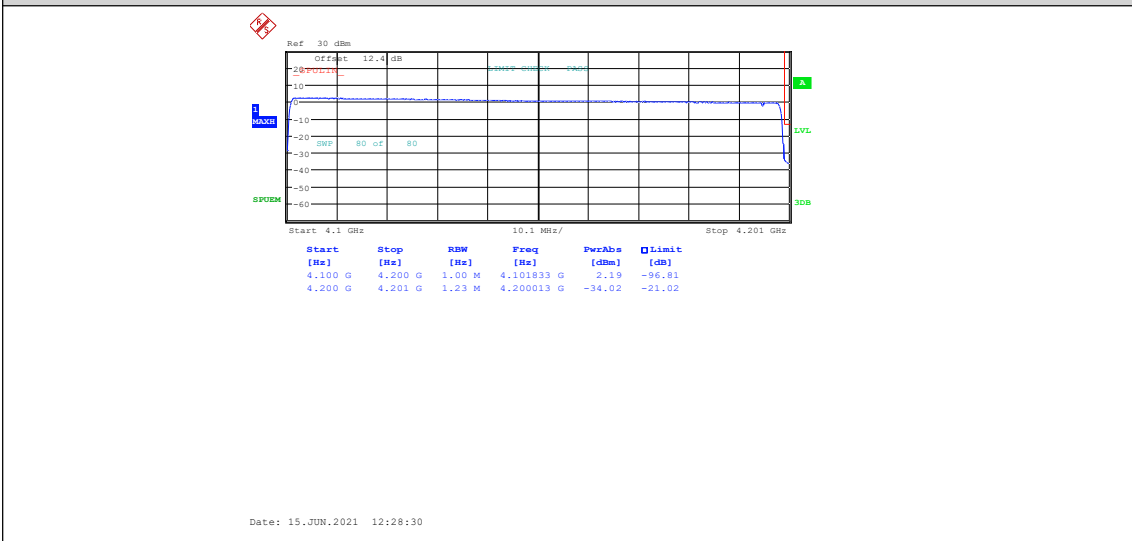 R S
Ref 30 dBm
Offset 12.4 dB
20
_SPULIN_
LIMIT CHECK PASS
10
A
0
1
MAXH
-10
LVL
-20
SWP 80 of 80
-30
-40
-50
SPUEM
-60
3DB
Start 4.1 GHz 10.1 MHz/ Stop 4.201 GHz
Start Stop RBW Freq PwrAbs Limit
[Hz] [Hz] [Hz] [Hz] [dBm] [dB]
4.100 G 4.200 G 1.00 M 4.101833 G 2.19 -96.81
4.200 G 4.201 G 1.23 M 4.200013 G -34.02 -21.02
Date: 15.JUN.2021 12:28:30